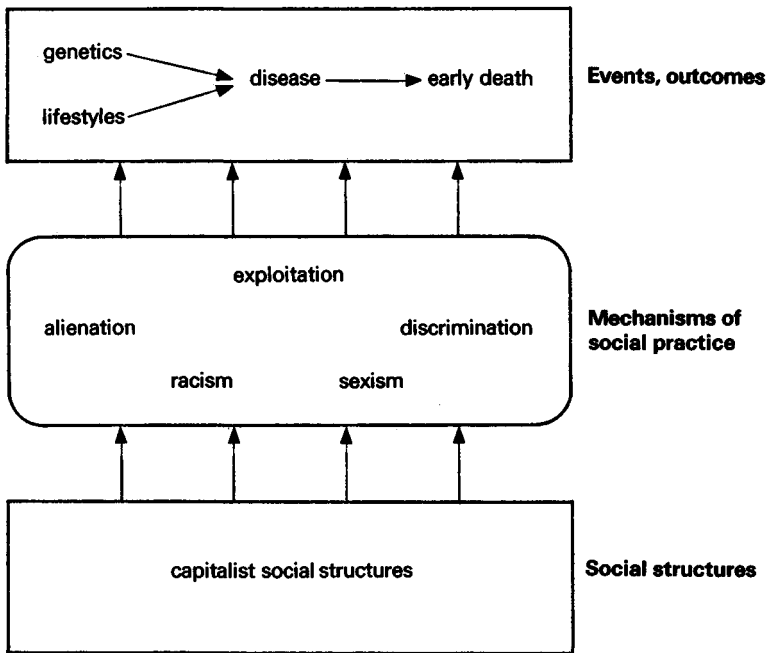 genetics
disease
early death
lifestyles
Events, outcomes
exploitation
alienation
discrimination
racism
sexism
Mechanisms of
social practice
capitalist social structures
Social structures